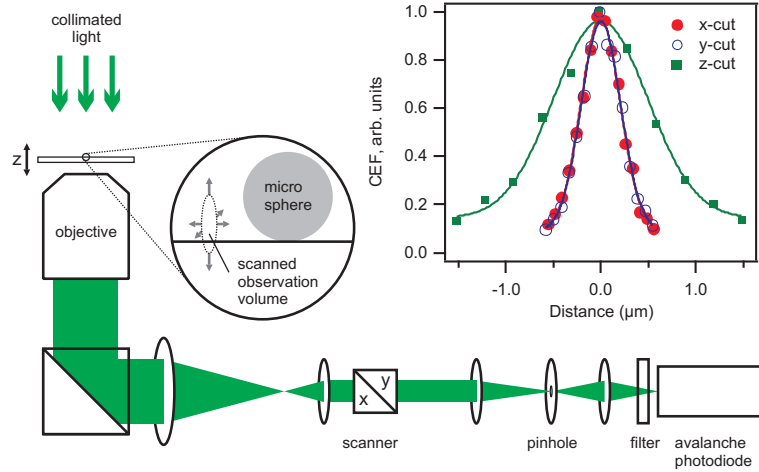 collimated
light
z
objective
micro
sphere
scanned
observation
volume
x
y
scanner
pinhole
filter
avalanche
photodiode
CEF, arb. units
1.0
0.8
0.6
0.4
0.2
0.0
-1.0
0.0
1.0
Distance (µm)
x-cut
y-cut
z-cut